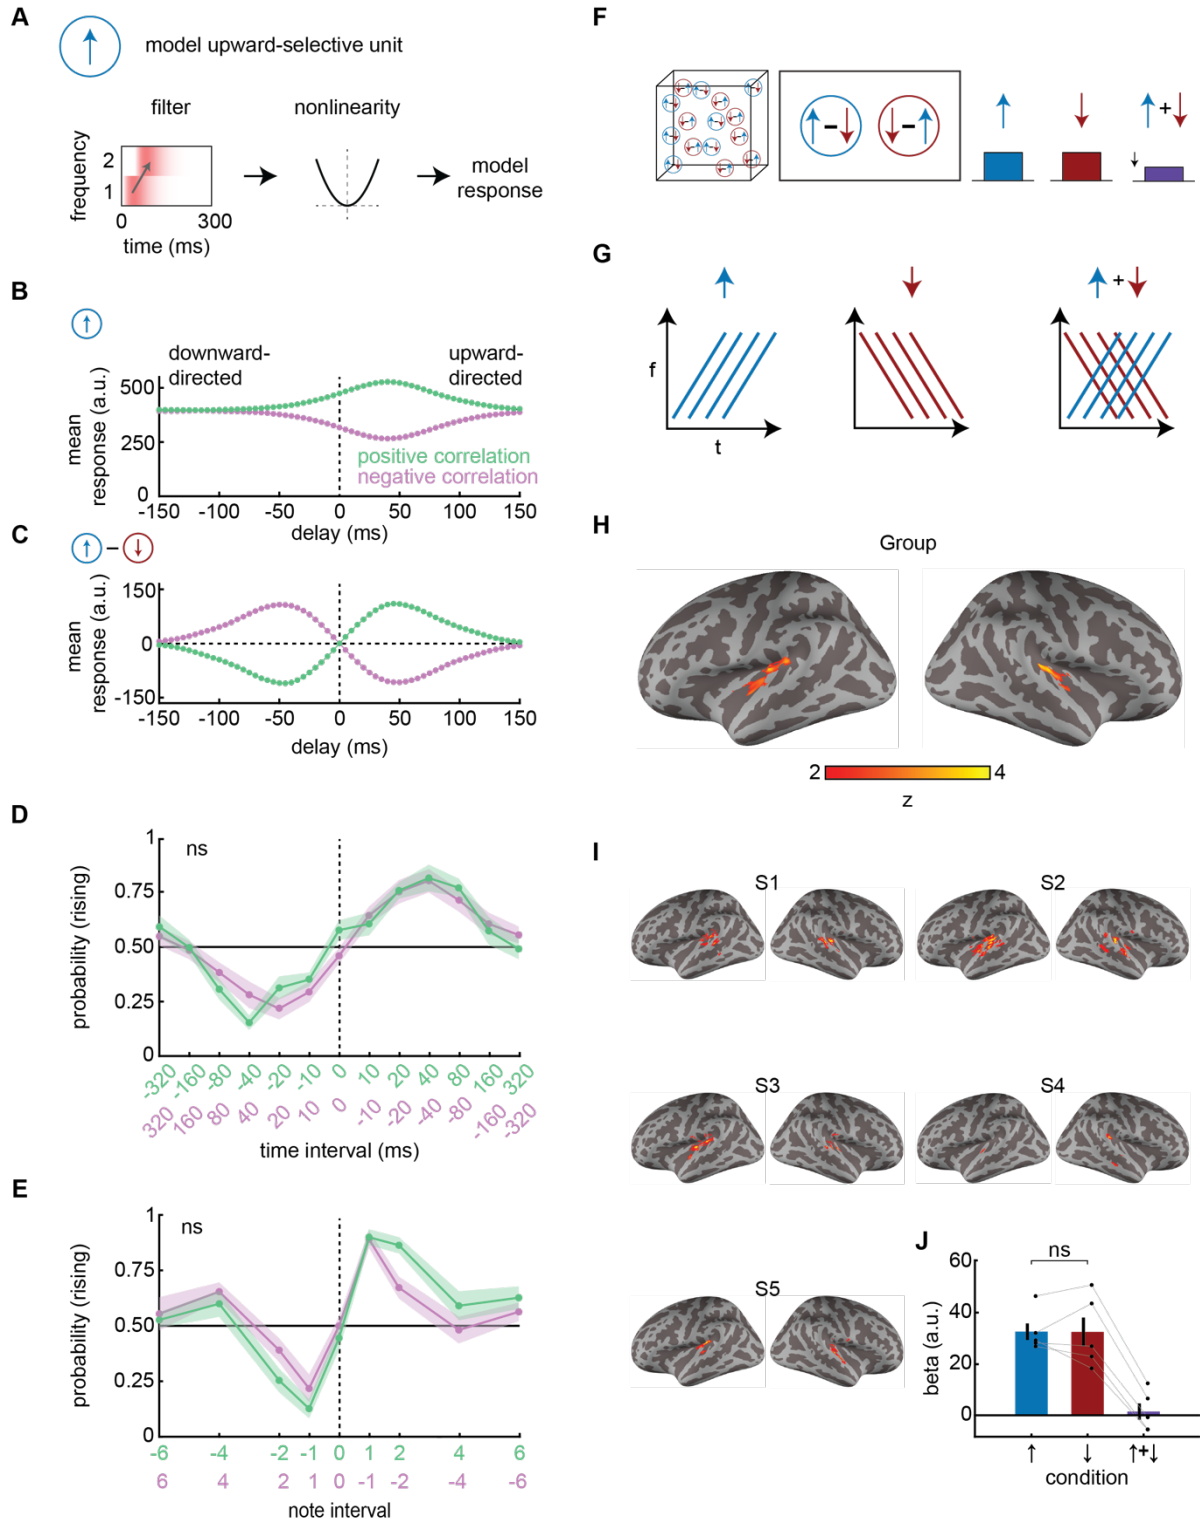 A
model upward-selective unit
filter
nonlinearity
frequency
2
1
0
300
time (ms)
model
response
B
downward-
directed
upward-
directed
mean
response (a.u.)
500
250
0
positive correlation
negative correlation
-150 -100 -50 0 50 100 150
delay (ms)
C
mean
response (a.u.)
150
0
-150
-150 -100 -50 0 50 100 150
delay (ms)
D
ns
probability (rising)
1
0.75
0.50
0.25
0
-320 -160 -80 -40 -20 -10 0 10 20 40 80 160 320
320 160 80 40 20 10 0 -10 -20 -40 -80 -160 -320
time interval (ms)
E
ns
probability (rising)
1
0.75
0.50
0.25
0
-6 -4 -2 -1 0 1 2 4 6
6 4 2 1 0 -1 -2 -4 -6
note interval
F
↑ - ↓
↓ - ↑
↑
↓
↑ + ↓
G
↑
↓
↑ + ↓
f
t
H
Group
2
4
z
I
S1
S2
S3
S4
S5
J
ns
beta (a.u.)
60
40
20
0
↑ ↓ ↑+↓
condition